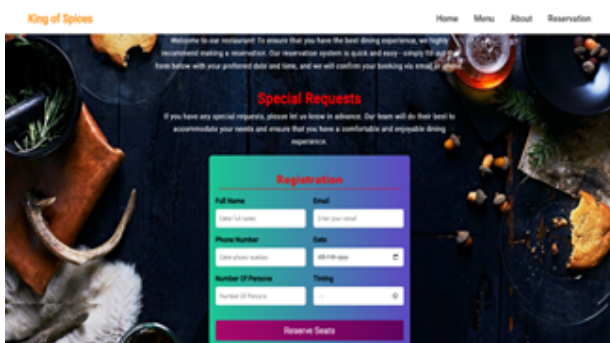 King of Spices
Home Menu About Reservation
Welcome to our restaurant! To ensure that you have the best dining experience, we highly
recommend making a reservation. Our reservation system is quick and easy - simply fill out the
form below with your preferred date and time, and we will confirm your booking via email or
Special Requests
If you have any special requests, please let us know in advance. Our team will do their best to
accommodate your needs and ensure that you have a comfortable and enjoyable dining
experience.
Registration
Full Name Email
Enter full name Enter your email
Phone Number Date
Enter phone number
Number Of Persons Timing
Number Of Persons
Reserve Seats